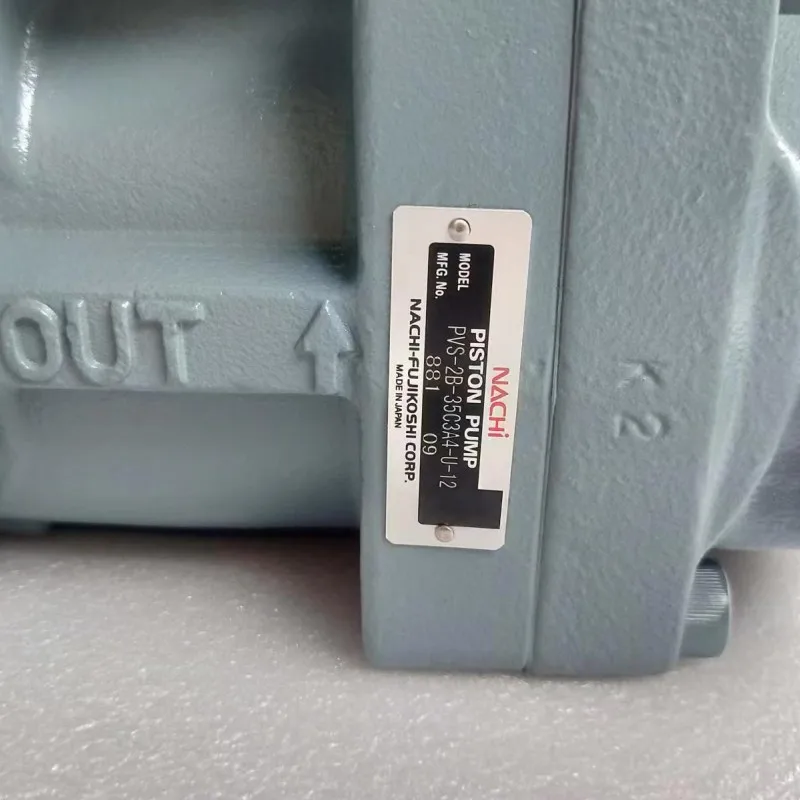 OUT ↑
NACHi
PISTON PUMP
MODEL PVS-2B-35C3A4-U-12
MFG.No. 881 09
NACHI-FUJIKOSHI CORP.
MADE IN JAPAN
K2